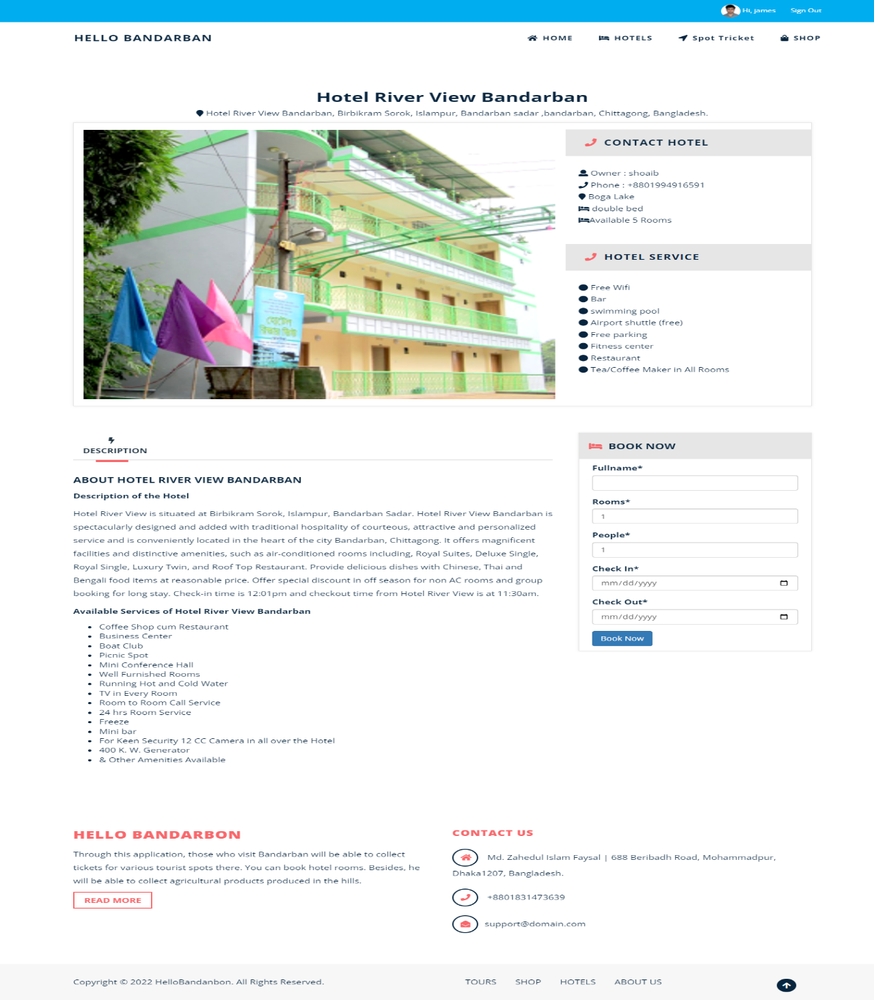 Hi, james Sign Out
HELLO BANDARBAN HOME HOTELS Spot Tricket SHOP
Hotel River View Bandarban
Hotel River View Bandarban, Birbikram Sorok, Islampur, Bandarban sadar ,bandarban, Chittagong, Bangladesh.
হোটেল
রিভার ভিউ
CONTACT HOTEL
Owner : shoaib
Phone : +8801994916591
Boga Lake
double bed
Available 5 Rooms
HOTEL SERVICE
Free Wifi
Bar
swimming pool
Airport shuttle (free)
Free parking
Fitness center
Restaurant
Tea/Coffee Maker in All Rooms
DESCRIPTION
ABOUT HOTEL RIVER VIEW BANDARBAN
Description of the Hotel
Hotel River View is situated at Birbikram Sorok, Islampur, Bandarban Sadar. Hotel River View Bandarban is
spectacularly designed and added with traditional hospitality of courteous, attractive and personalized
service and is conveniently located in the heart of the city Bandarban, Chittagong. It offers magnificent
facilities and distinctive amenities, such as air-conditioned rooms including, Royal Suites, Deluxe Single,
Royal Single, Luxury Twin, and Roof Top Restaurant. Provide delicious dishes with Chinese, Thai and
Bengali food items at reasonable price. Offer special discount in off season for non AC rooms and group
booking for long stay. Check-in time is 12:01pm and checkout time from Hotel River View is at 11:30am.
Available Services of Hotel River View Bandarban
• Coffee Shop cum Restaurant
• Business Center
• Boat Club
• Picnic Spot
• Mini Conference Hall
• Well Furnished Rooms
• Running Hot and Cold Water
• TV in Every Room
• Room to Room Call Service
• 24 hrs Room Service
• Freeze
• Mini bar
• For Keen Security 12 CC Camera in all over the Hotel
• 400 K. W. Generator
• & Other Amenities Available
BOOK NOW
Fullname*
Rooms*
1
People*
1
Check In*
mm/dd/yyyy
Check Out*
mm/dd/yyyy
Book Now
HELLO BANDARBON
Through this application, those who visit Bandarban will be able to collect
tickets for various tourist spots there. You can book hotel rooms. Besides, he
will be able to collect agricultural products produced in the hills.
READ MORE
CONTACT US
Md. Zahedul Islam Faysal | 688 Beribadh Road, Mohammadpur,
Dhaka1207, Bangladesh.
+8801831473639
support@domain.com
Copyright © 2022 HelloBandanbon. All Rights Reserved. TOURS SHOP HOTELS ABOUT US